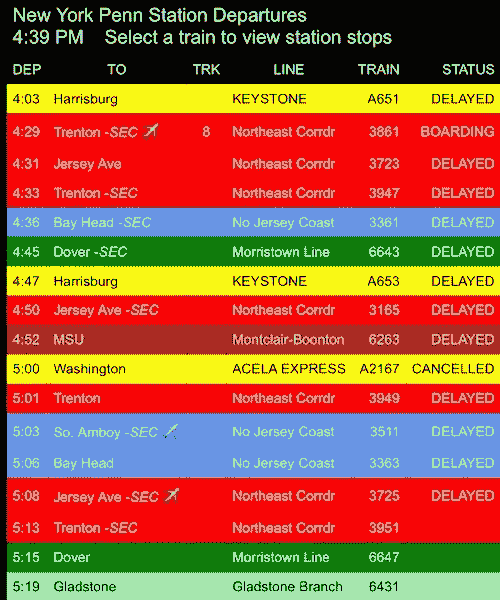 New York Penn Station Departures
4:39 PM Select a train to view station stops
DEP TO TRK LINE TRAIN STATUS
4:03 Harrisburg KEYSTONE A651 DELAYED
4:29 Trenton -SEC 8 Northeast Corrdr 3861 BOARDING
4:31 Jersey Ave Northeast Corrdr 3723 DELAYED
4:33 Trenton -SEC Northeast Corrdr 3947 DELAYED
4:36 Bay Head -SEC No Jersey Coast 3361 DELAYED
4:45 Dover -SEC Morristown Line 6643 DELAYED
4:47 Harrisburg KEYSTONE A653 DELAYED
4:50 Jersey Ave -SEC Northeast Corrdr 3165 DELAYED
4:52 MSU Montclair-Boonton 6263 DELAYED
5:00 Washington ACELA EXPRESS A2167 CANCELLED
5:01 Trenton Northeast Corrdr 3949 DELAYED
5:03 So. Amboy -SEC No Jersey Coast 3511 DELAYED
5:06 Bay Head No Jersey Coast 3363 DELAYED
5:08 Jersey Ave -SEC Northeast Corrdr 3725 DELAYED
5:13 Trenton -SEC Northeast Corrdr 3951
5:15 Dover Morristown Line 6647
5:19 Gladstone Gladstone Branch 6431